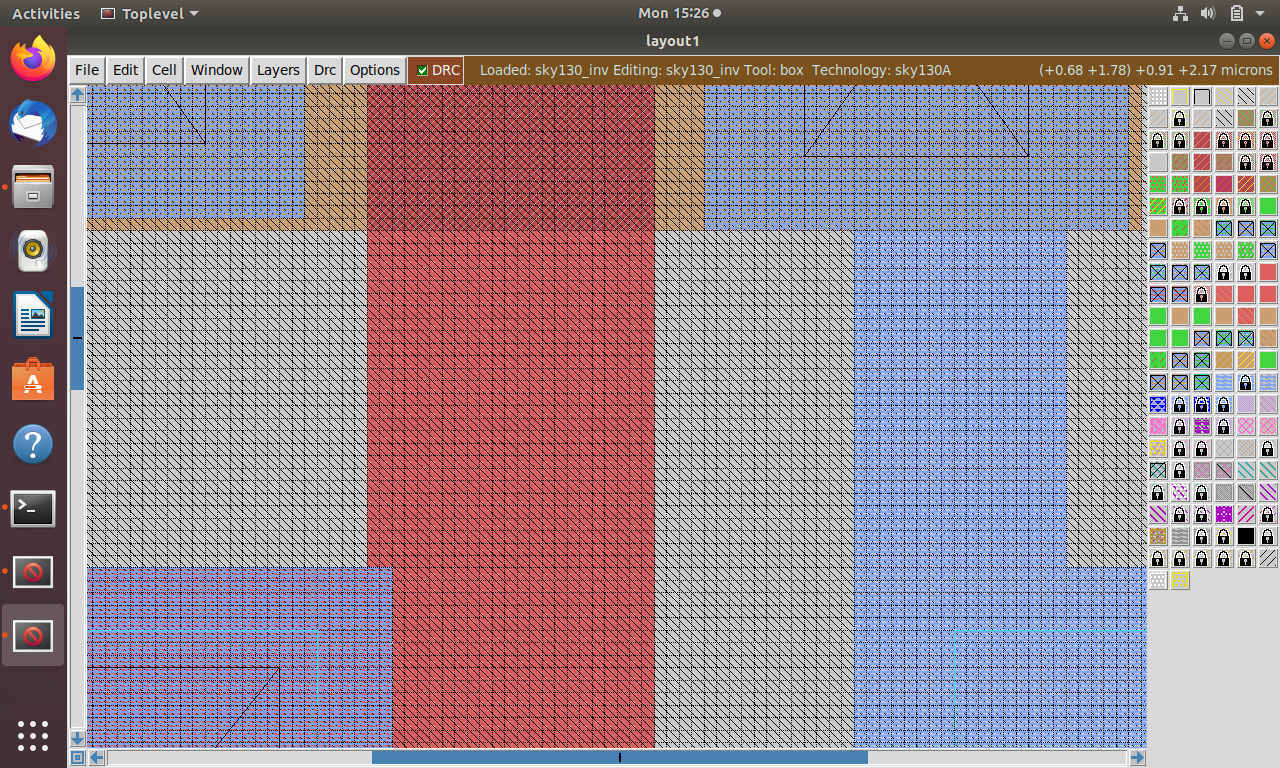 Activities Toplevel Mon 15:26
layout1
File Edit Cell Window Layers Drc Options DRC Loaded: sky130_inv Editing: sky130_inv Tool: box Technology: sky130A (+0.68 +1.78) +0.91 +2.17 microns